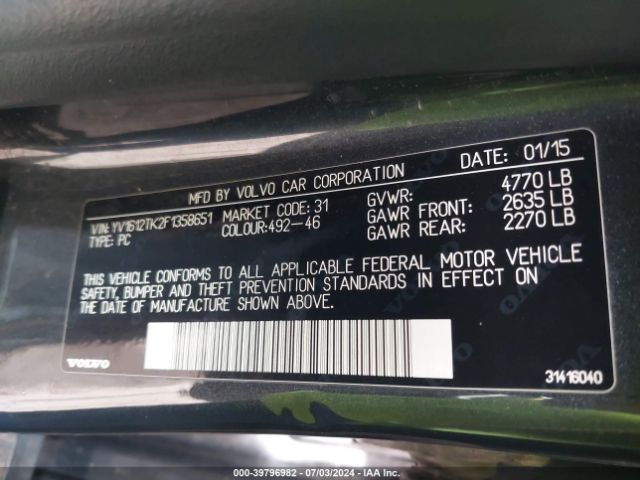 MFD BY VOLVO CAR CORPORATION DATE: 01/15
VIN: YV1612TK2F1358651 MARKET CODE: 31 GVWR: 4770 LB
TYPE: PC COLOUR:492-46 GAWR FRONT: 2635 LB
GAWR REAR: 2270 LB
THIS VEHICLE CONFORMS TO ALL APPLICABLE FEDERAL MOTOR VEHICLE
SAFETY, BUMPER AND THEFT PREVENTION STANDARDS IN EFFECT ON
THE DATE OF MANUFACTURE SHOWN ABOVE.
VOLVO
31416040
000-39796982 - 07/03/2024 - IAA Inc.